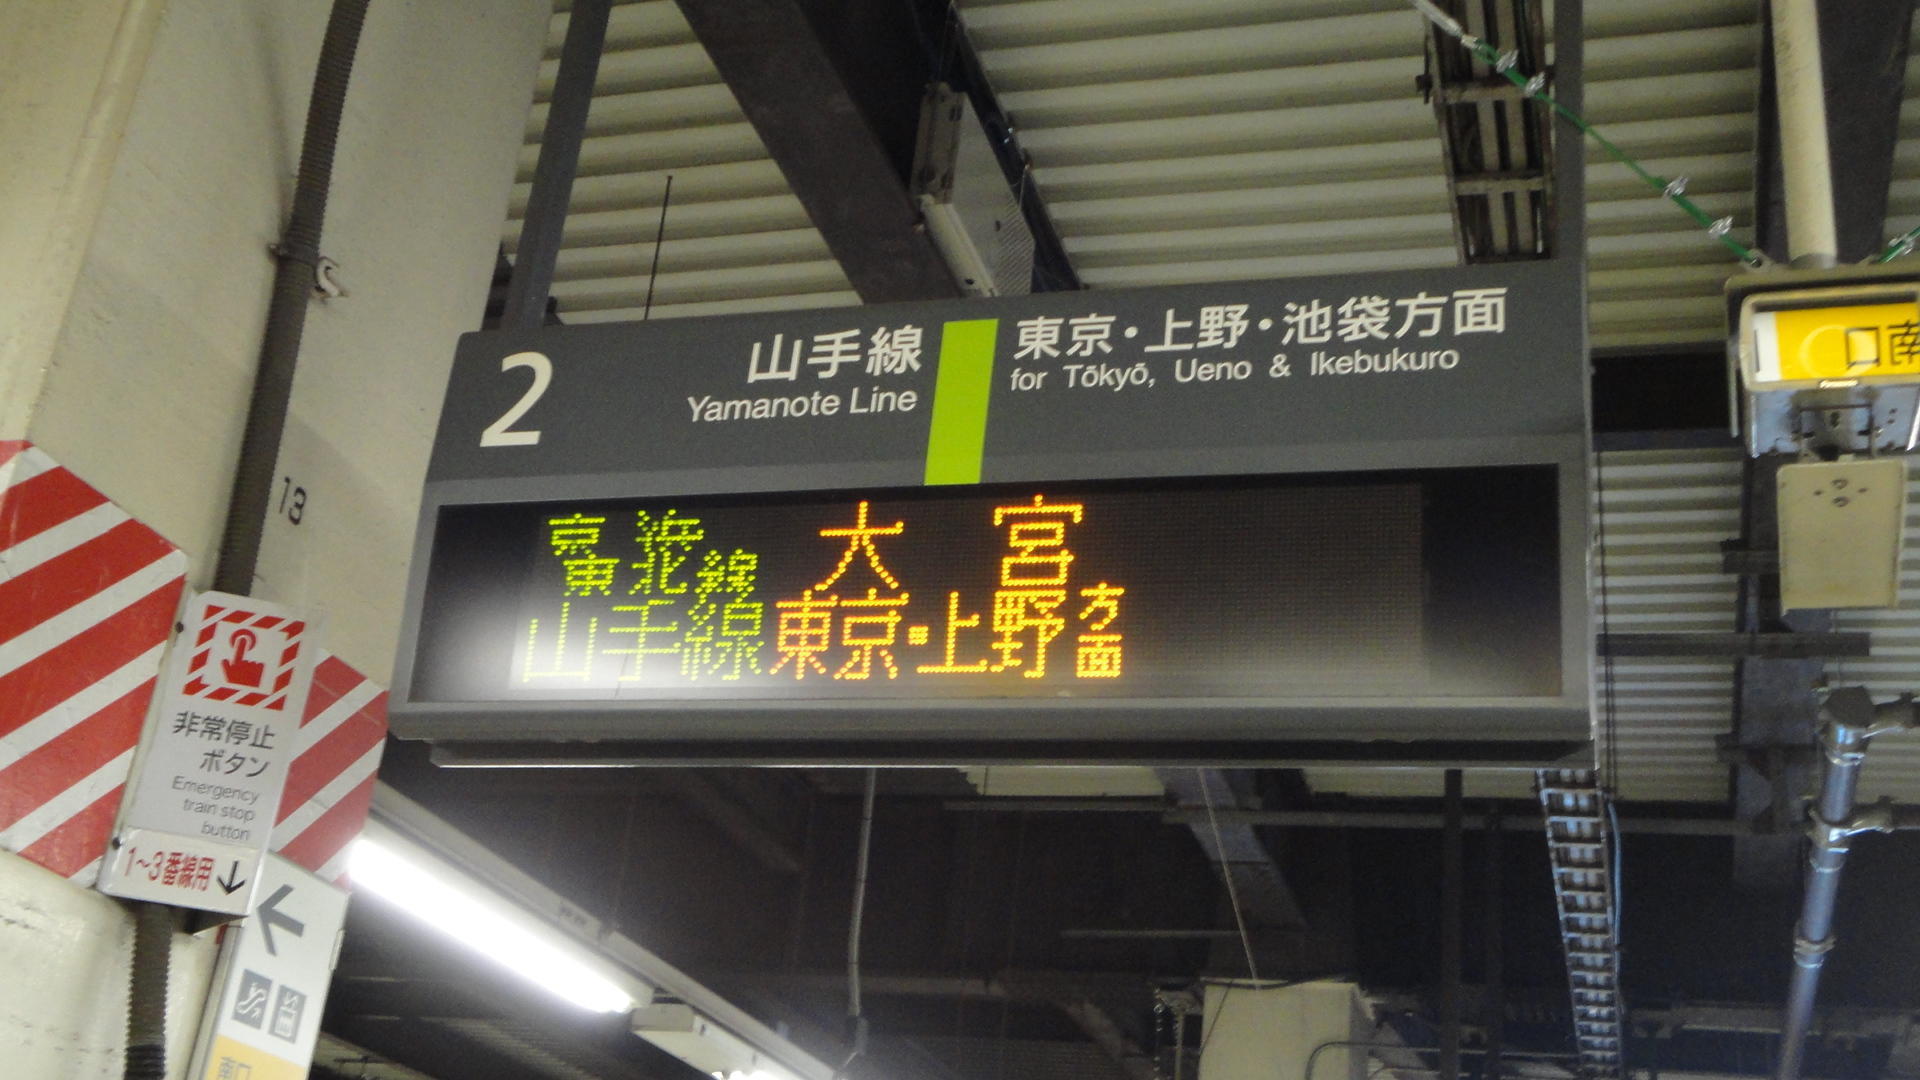 2
山手線
Yamanote Line
東京・上野・池袋方面
for Tōkyō, Ueno & Ikebukuro
京浜東北線 大宮
山手線 東京・上野方面
13
非常停止
ボタン
Emergency
train stop
button
1~3番線用
南
口